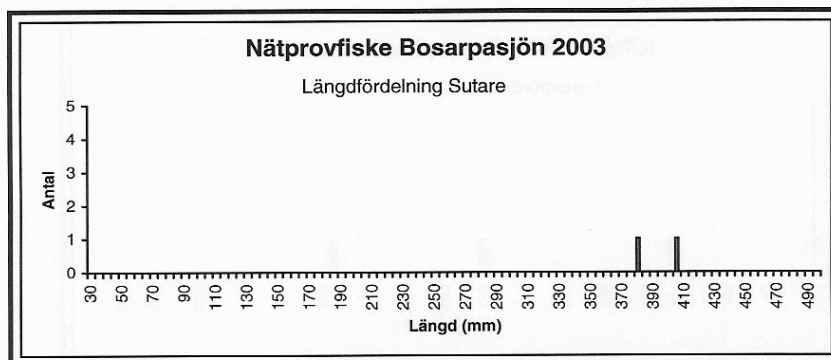 Nätprovfiske Bosarpasjön 2003
Längdfördelning Sutare
Antal
5
4
3
2
1
0
30 50 70 90 110 130 150 170 190 210 230 250 270 290 310 330 350 370 390 410 430 450 470 490
Längd (mm)